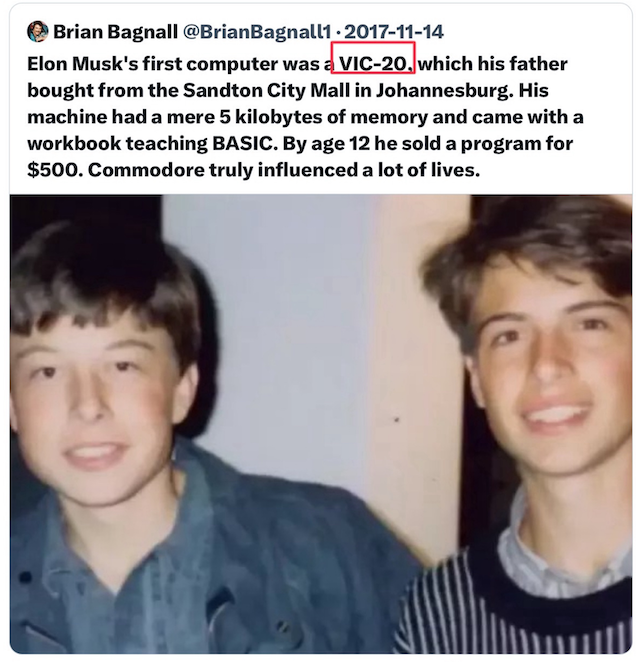 Brian Bagnall @BrianBagnall1 · 2017-11-14
Elon Musk's first computer was a VIC-20, which his father
bought from the Sandton City Mall in Johannesburg. His
machine had a mere 5 kilobytes of memory and came with a
workbook teaching BASIC. By age 12 he sold a program for
$500. Commodore truly influenced a lot of lives.